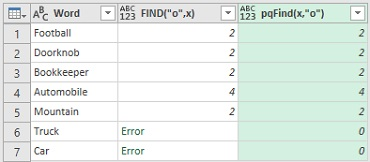 ABC Word ABC 123 FIND("o",x) ABC 123 pqFind(x,"o")
1 Football 2 2
2 Doorknob 2 2
3 Bookkeeper 2 2
4 Automobile 4 4
5 Mountain 2 2
6 Truck Error 0
7 Car Error 0